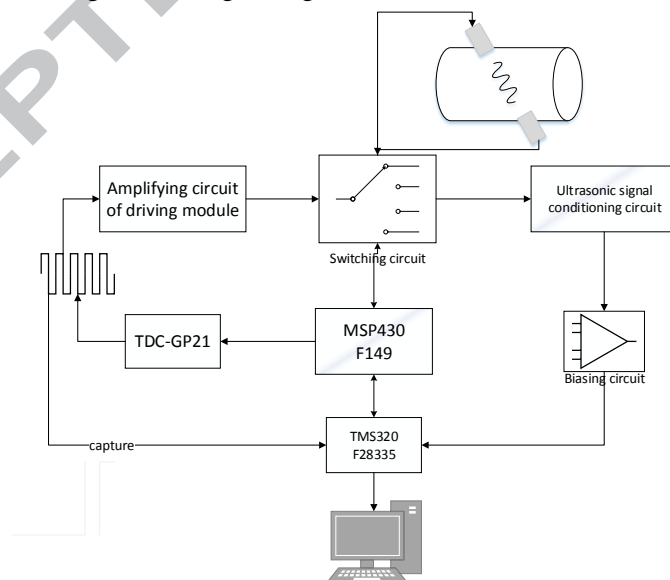 Amplifying circuit
of driving module
Switching circuit
Ultrasonic signal
conditioning circuit
TDC-GP21
MSP430
F149
Biasing circuit
capture
TMS320
F28335